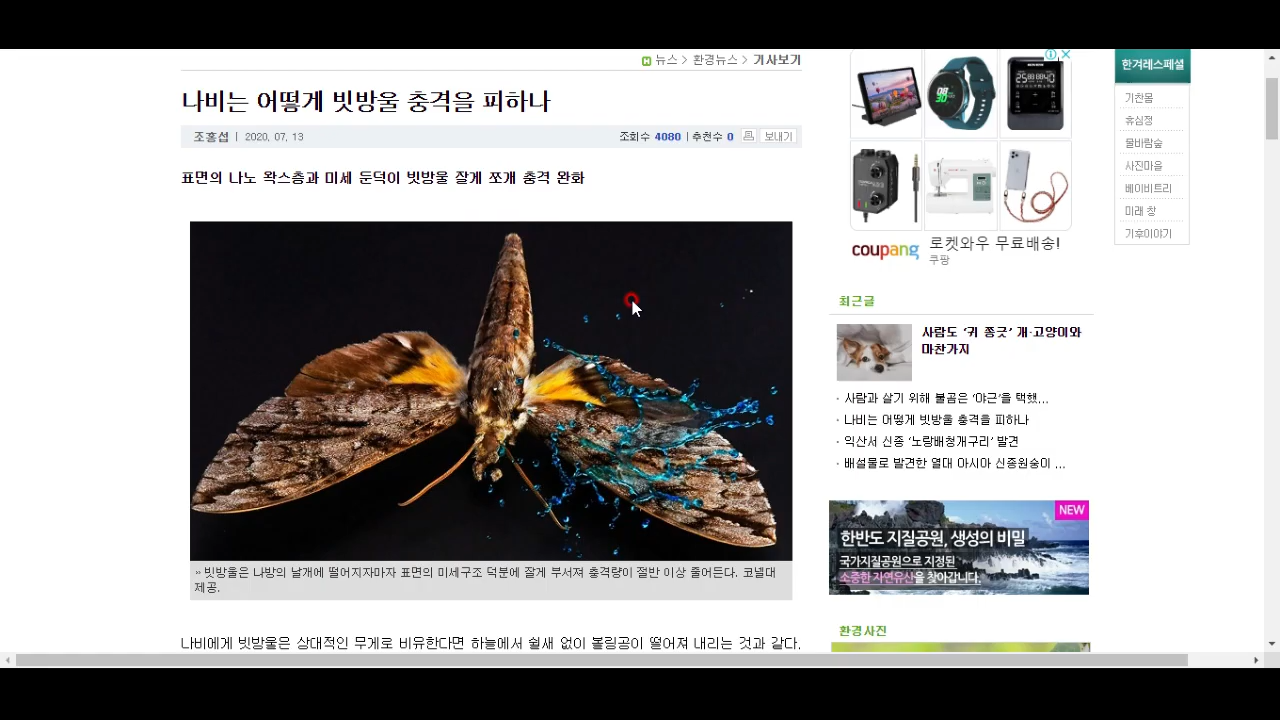 뉴스 > 환경뉴스 > 기사보기
나비는 어떻게 빗방울 충격을 피하나
조홍섭 | 2020. 07. 13
조회수 4080 | 추천수 0 보내기
표면의 나노 왁스층과 미세 둔덕이 빗방울 잘게 쪼개 충격 완화
» 빗방울은 나방의 날개에 떨어지자마자 표면의 미세구조 덕분에 잘게 부서져 충격량이 절반 이상 줄어든다. 코넬대
제공.
나비에게 빗방울은 상대적인 무게로 비유한다면 하늘에서 쉴새 없이 볼링공이 떨어져 내리는 것과 같다.
coupang
로켓와우 무료배송!
쿠팡
최근글
사람도 ‘귀 쫑긋’ 개·고양이와
마찬가지
· 사람과 살기 위해 불곰은 ‘야근’을 택했...
· 나비는 어떻게 빗방울 충격을 피하나
· 익산서 신종 ‘노랑배청개구리’ 발견
· 배설물로 발견한 열대 아시아 신종원숭이 ...
NEW
한반도 지질공원, 생성의 비밀
국가지질공원으로 지정된
소중한 자연유산을 찾아갑니다.
환경사진
한겨레스페셜
기찬몸
휴심정
물바람숲
사진마을
베이비트리
미래 창
기후이야기